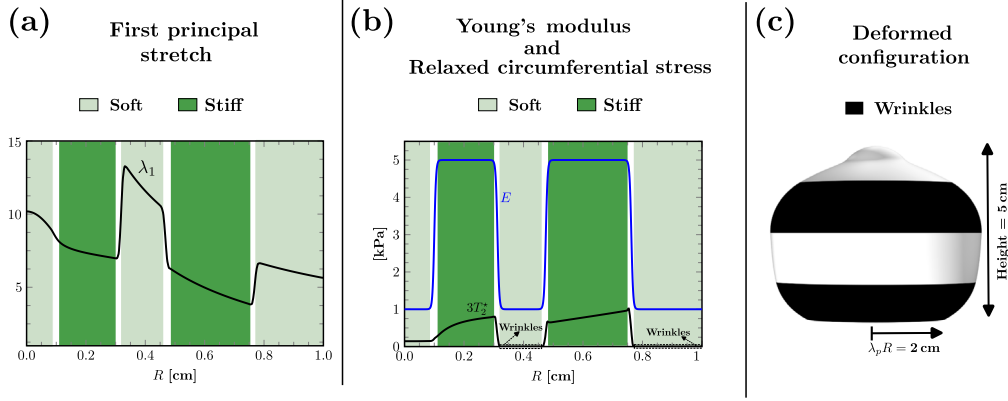 (a)
First principal
stretch
Soft
Stiff
15
10
5
λ₁
0.0
0.2
0.4
0.6
0.8
1.0
R [cm]
(b)
Young's modulus
and
Relaxed circumferential stress
Soft
Stiff
5
4
3
2
1
0
[kPa]
E
3T₂*
Wrinkles
Wrinkles
0.0
0.2
0.4
0.6
0.8
1
R [cm]
(c)
Deformed
configuration
Wrinkles
Height = 5 cm
λₚR = 2 cm